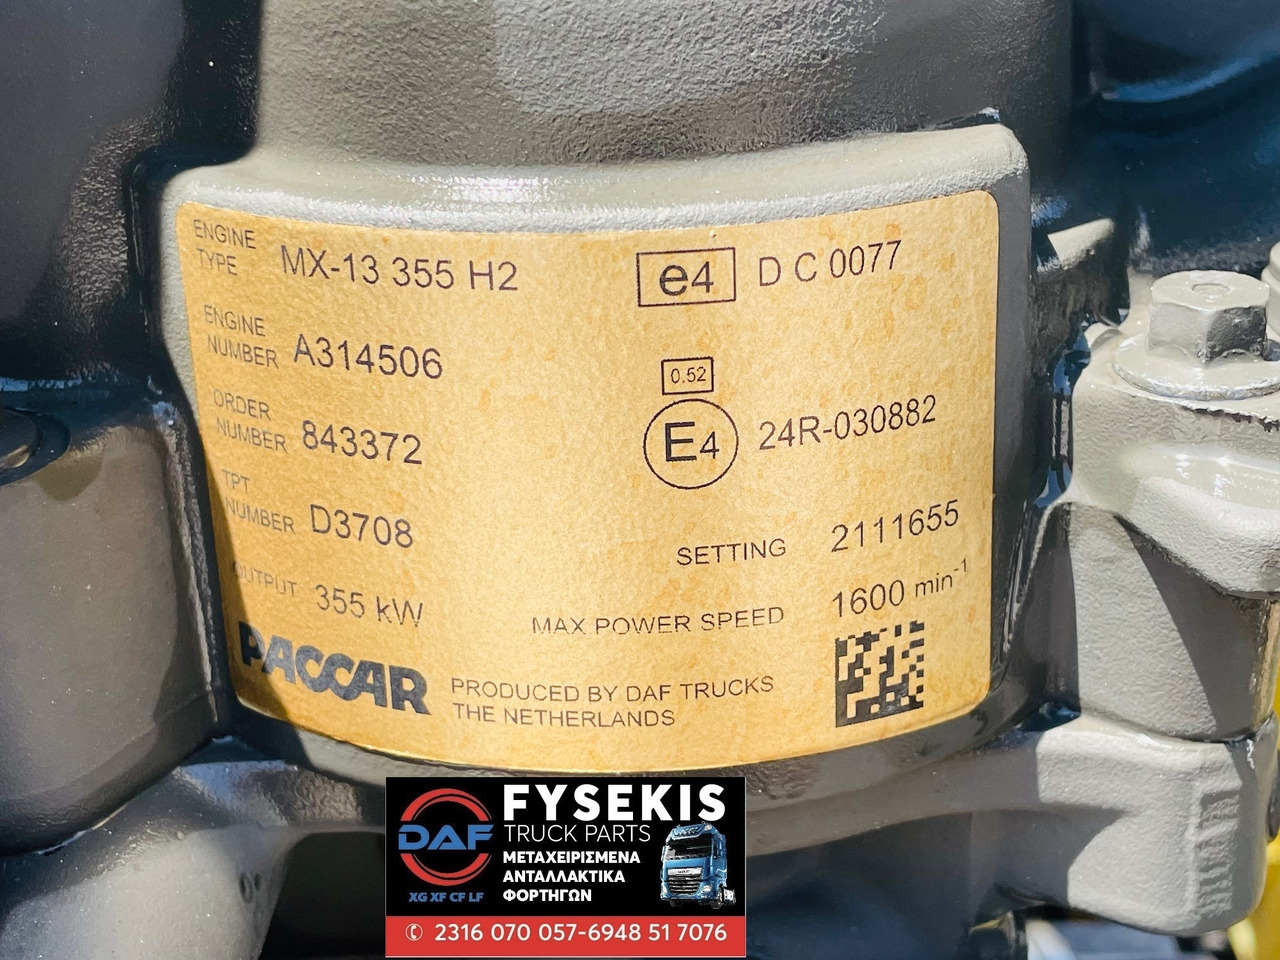 ENGINE TYPE MX-13 355 H2
ENGINE NUMBER A314506
ORDER NUMBER 843372
TPT NUMBER D3708
OUTPUT 355 kW
e4 D C 0077
0.52
E4 24R-030882
SETTING 2111655
MAX POWER SPEED 1600 min-1
PACCAR
PRODUCED BY DAF TRUCKS
THE NETHERLANDS
DAF
XG XF CF LF
FYSEKIS
TRUCK PARTS
ΜΕΤΑΧΕΙΡΙΣΜΕΝΑ
ΑΝΤΑΛΛΑΚΤΙΚΑ
ΦΟΡΤΗΓΩΝ
✆ 2316 070 057-6948 51 7076